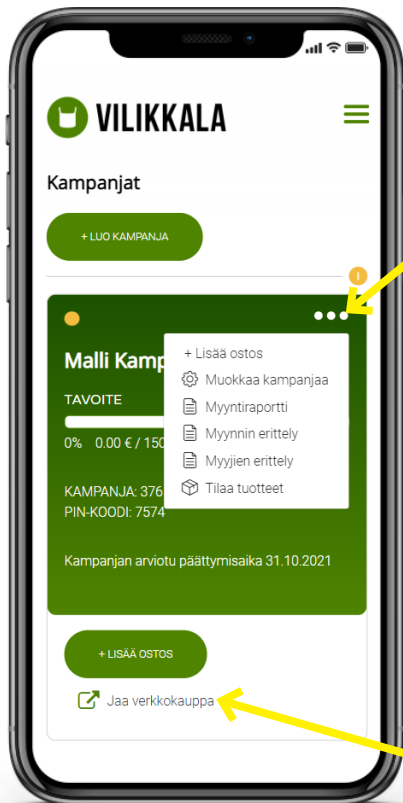 VILIKKALA
Kampanjat
+ LUO KAMPANJA
Malli Kamp
+ Lisää ostos
Muokkaa kampanjaa
Myyntiraportti
Myynnin erittely
Myyjien erittely
Tilaa tuotteet
TAVOITE
0% 0.00 € / 150
KAMPANJA: 376
PIN-KOODI: 7574
Kampanjan arviotu päättymisaika 31.10.2021
+ LISÄÄ OSTOS
Jaa verkkokauppa